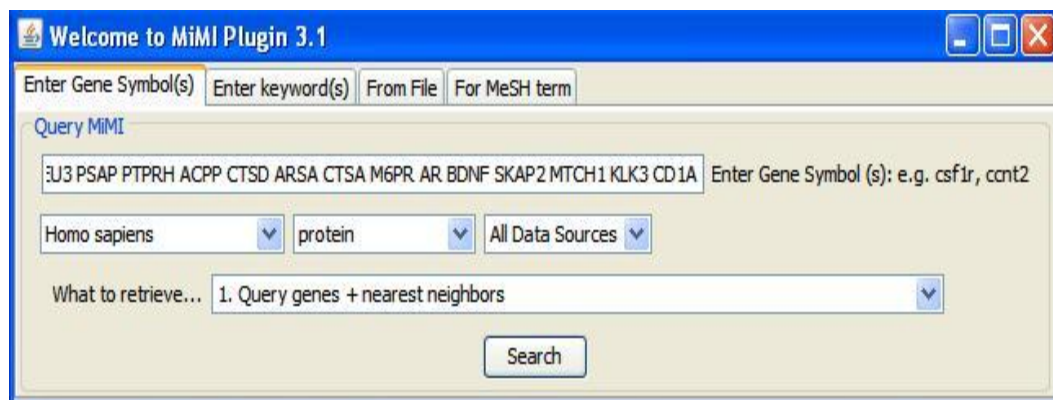 Welcome to MiMI Plugin 3.1
Enter Gene Symbol(s) Enter keyword(s) From File For MeSH term
Query MiMI
PSAP PTPRH ACPP CTSD ARSA CTSA M6PR AR BDNF SKAP2 MTCH1 KLK3 CD1A Enter Gene Symbol (s): e.g. csf1r, ccnt2
Homo sapiens protein All Data Sources
What to retrieve... 1. Query genes + nearest neighbors
Search